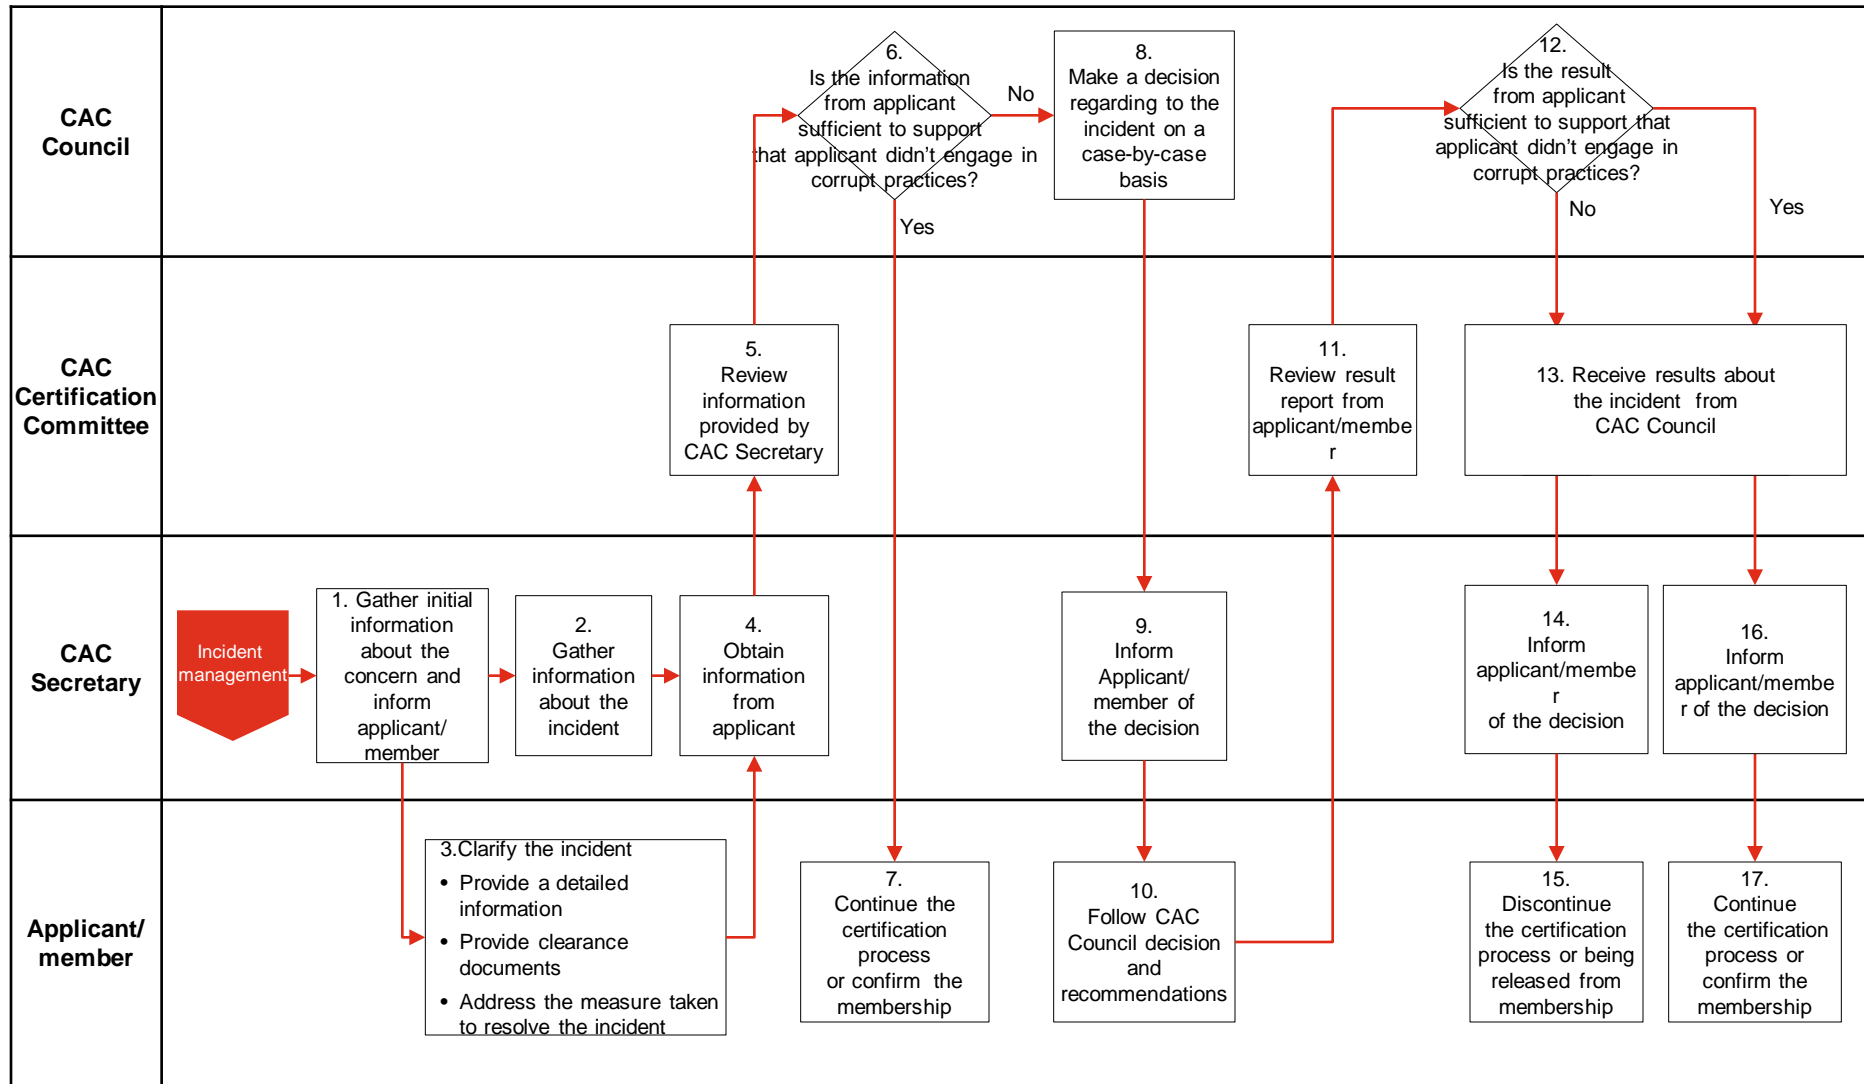 CAC
Council
6.
Is the information
from applicant
sufficient to support
that applicant didn't engage in
corrupt practices?
No
Yes
8.
Make a decision
regarding to the
incident on a
case-by-case
basis
12.
Is the result
from applicant
sufficient to support that
applicant didn't engage in
corrupt practices?
No
Yes
CAC
Certification
Committee
5.
Review
information
provided by
CAC Secretary
11.
Review result
report from
applicant/membe
r
13. Receive results about
the incident from
CAC Council
CAC
Secretary
Incident
management
1. Gather initial
information
about the
concern and
inform
applicant/
member
2.
Gather
information
about the
incident
4.
Obtain
information
from
applicant
9.
Inform
Applicant/
member of
the decision
14.
Inform
applicant/membe
r
of the decision
16.
Inform
applicant/membe
r of the decision
Applicant/
member
3.Clarify the incident
• Provide a detailed
information
• Provide clearance
documents
• Address the measure taken
to resolve the incident
7.
Continue the
certification
process
or confirm the
membership
10.
Follow CAC
Council decision
and
recommendations
15.
Discontinue
the certification
process or being
released from
membership
17.
Continue
the certification
process or
confirm the
membership